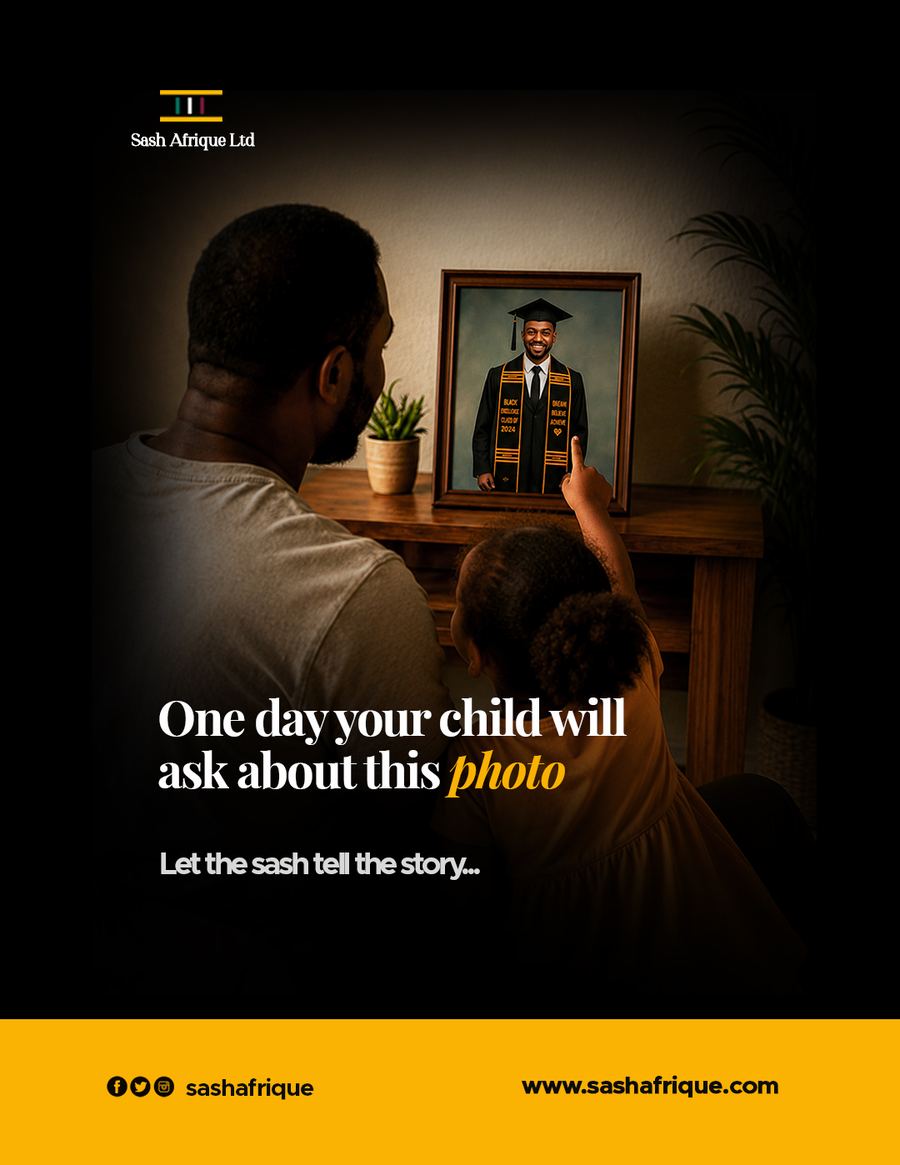 Sash Afrique Ltd
BLACK
EXCELLENCE
CLASS OF
2024
DREAM
BELIEVE
ACHIEVE
One day your child will
ask about this photo
Let the sash tell the story...
sashafrique
www.sashafrique.com